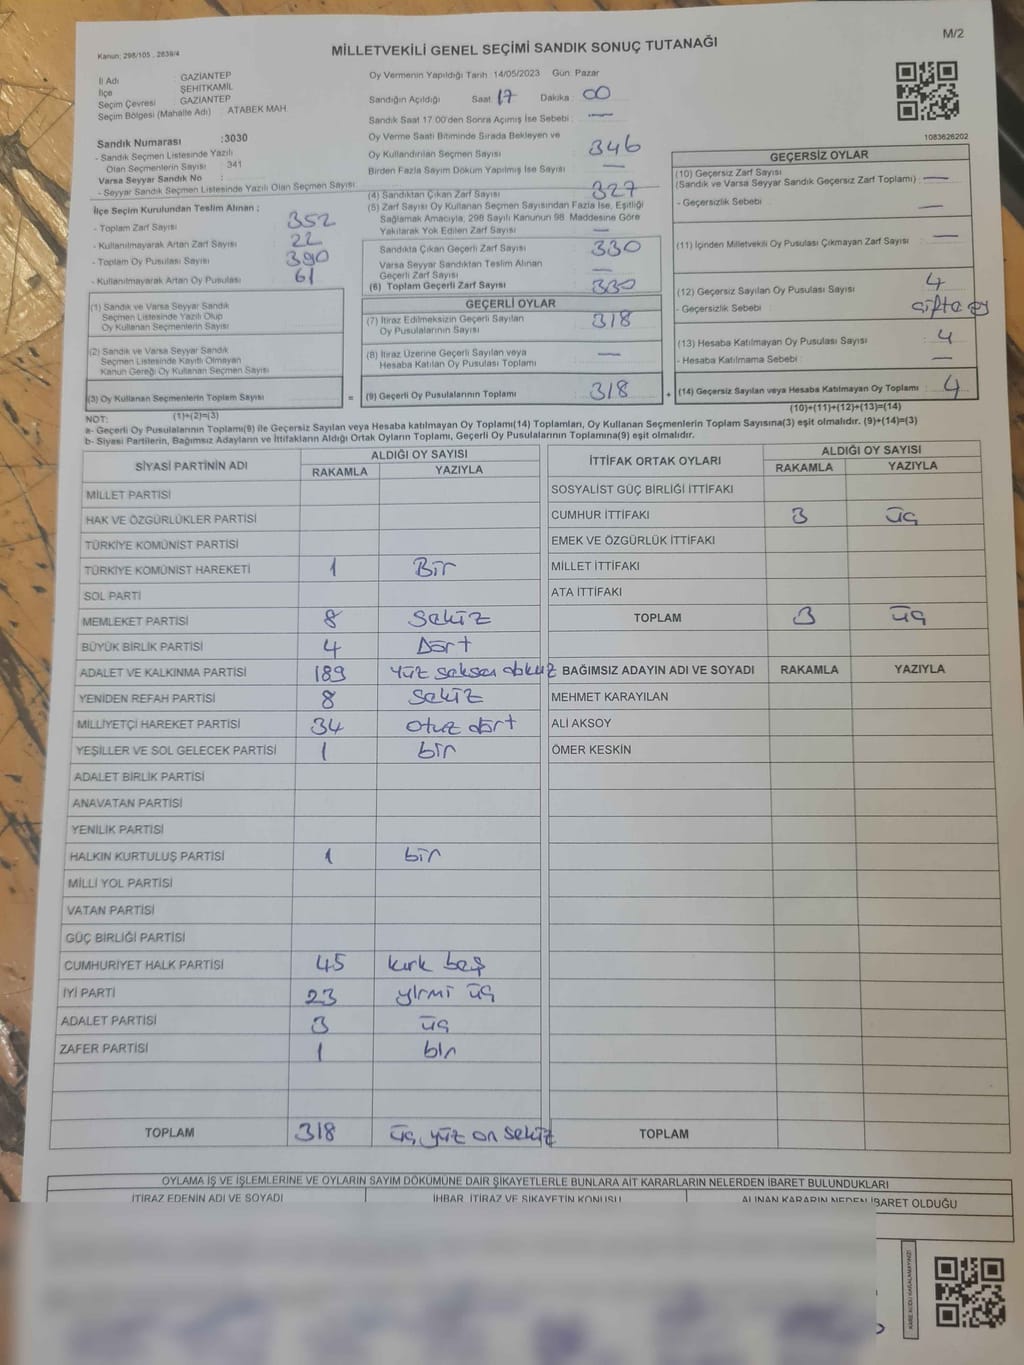 M/2
Kanun: 298/105 , 2839/4
MİLLETVEKİLİ GENEL SEÇİMİ SANDIK SONUÇ TUTANAĞI
İl Adı : GAZİANTEP
İlçe : ŞEHİTKAMİL
Seçim Çevresi : GAZİANTEP
Seçim Bölgesi (Mahalle Adı) : ATABEK MAH.
Sandık Numarası :3030
- Sandık Seçmen Listesinde Yazılı
Olan Seçmenlerin Sayısı : 341
Varsa Seyyar Sandık No :
- Seyyar Sandık Seçmen Listesinde Yazılı Olan Seçmen Sayısı:
İlçe Seçim Kurulundan Teslim Alınan ;
- Toplam Zarf Sayısı : 352
- Kullanılmayarak Artan Zarf Sayısı : 22
- Toplam Oy Pusulası Sayısı : 390
- Kullanılmayarak Artan Oy Pusulası : 61
(1) Sandık ve Varsa Seyyar Sandık
Seçmen Listesinde Yazılı Olup
Oy Kullanan Seçmenlerin Sayısı :
(2) Sandık ve Varsa Seyyar Sandık
Seçmen Listesinde Kayıtlı Olmayan
Kanun Gereği Oy Kullanan Seçmen Sayısı :
(3) Oy Kullanan Seçmenlerin Toplam Sayısı :
(1)+(2)=(3)
Oy Vermenin Yapıldığı Tarih : 14/05/2023 Gün: Pazar
Sandığın Açıldığı Saat: 17 Dakika : 00
Sandık Saat 17:00'den Sonra Açımış İse Sebebi : —
Oy Verme Saati Bitiminde Sırada Bekleyen ve
Oy Kullandırılan Seçmen Sayısı : 346
Birden Fazla Sayım Döküm Yapılmış İse Sayısı : —
(4) Sandıktan Çıkan Zarf Sayısı : 327
(5) Zarf Sayısı Oy Kullanan Seçmen Sayısından Fazla İse, Eşitliği
Sağlamak Amacıyla, 298 Sayılı Kanunun 98. Maddesine Göre
Yakılarak Yok Edilen Zarf Sayısı : —
Sandıkta Çıkan Geçerli Zarf Sayısı : 330
Varsa Seyyar Sandıktan Teslim Alınan
Geçerli Zarf Sayısı : —
(6) Toplam Geçerli Zarf Sayısı : 330
GEÇERLİ OYLAR
(7) İtiraz Edilmeksizin Geçerli Sayılan
Oy Pusulalarının Sayısı : 318
(8) İtiraz Üzerine Geçerli Sayılan veya
Hesaba Katılan Oy Pusulası Toplamı : —
= (9) Geçerli Oy Pusulalarının Toplamı : 318
1083626202
GEÇERSİZ OYLAR
(10) Geçersiz Zarf Sayısı
(Sandık ve Varsa Seyyar Sandık Geçersiz Zarf Toplamı) : —
- Geçersizlik Sebebi : —
(11) İçinden Milletvekili Oy Pusulası Çıkmayan Zarf Sayısı : —
(12) Geçersiz Sayılan Oy Pusulası Sayısı : 4
- Geçersizlik Sebebi : çifte oy
(13) Hesaba Katılmayan Oy Pusulası Sayısı : 4
- Hesaba Katılmama Sebebi : —
+ (14) Geçersiz Sayılan veya Hesaba Katılmayan Oy Toplamı : 4
(10)+(11)+(12)+(13)=(14)
NOT:
a- Geçerli Oy Pusulalarının Toplamı(9) ile Geçersiz Sayılan veya Hesaba katılmayan Oy Toplamı(14) Toplamları, Oy Kullanan Seçmenlerin Toplam Sayısına(3) eşit olmalıdır. (9)+(14)=(3)
b- Siyasi Partilerin, Bağımsız Adayların ve İttifakların Aldığı Ortak Oyların Toplamı, Geçerli Oy Pusulalarının Toplamına(9) eşit olmalıdır.
SİYASİ PARTİNİN ADI ALDIĞI OY SAYISI
RAKAMLA YAZIYLA
MİLLET PARTİSİ
HAK VE ÖZGÜRLÜKLER PARTİSİ
TÜRKİYE KOMÜNİST PARTİSİ
TÜRKİYE KOMÜNİST HAREKETİ 1 Bir
SOL PARTİ
MEMLEKET PARTİSİ 8 Sekiz
BÜYÜK BİRLİK PARTİSİ 4 Dört
ADALET VE KALKINMA PARTİSİ 189 Yüz seksen dokuz
YENİDEN REFAH PARTİSİ 8 Sekiz
MİLLİYETÇİ HAREKET PARTİSİ 34 otuz dört
YEŞİLLER VE SOL GELECEK PARTİSİ 1 bir
ADALET BİRLİK PARTİSİ
ANAVATAN PARTİSİ
YENİLİK PARTİSİ
HALKIN KURTULUŞ PARTİSİ 1 bir
MİLLİ YOL PARTİSİ
VATAN PARTİSİ
GÜÇ BİRLİĞİ PARTİSİ
CUMHURİYET HALK PARTİSİ 45 kırk beş
İYİ PARTİ 23 yirmi üç
ADALET PARTİSİ 3 üç
ZAFER PARTİSİ 1 bir
TOPLAM 318 üç yüz on sekiz
İTTİFAK ORTAK OYLARI ALDIĞI OY SAYISI
RAKAMLA YAZIYLA
SOSYALİST GÜÇ BİRLİĞİ İTTİFAKI
CUMHUR İTTİFAKI 3 üç
EMEK VE ÖZGÜRLÜK İTTİFAKI
MİLLET İTTİFAKI
ATA İTTİFAKI
TOPLAM 3 üç
BAĞIMSIZ ADAYIN ADI VE SOYADI RAKAMLA YAZIYLA
MEHMET KARAYILAN
ALİ AKSOY
ÖMER KESKİN
TOPLAM
OYLAMA İŞ VE İŞLEMLERİNE VE OYLARIN SAYIM DÖKÜMÜNE DAİR ŞİKAYETLERLE BUNLARA AİT KARARLARIN NELERDEN İBARET BULUNDUKLARI
İTİRAZ EDENİN ADI VE SOYADI İHBAR, İTİRAZ VE ŞİKAYETİN KONUSU ALINAN KARARIN NEDEN İBARET OLDUĞU